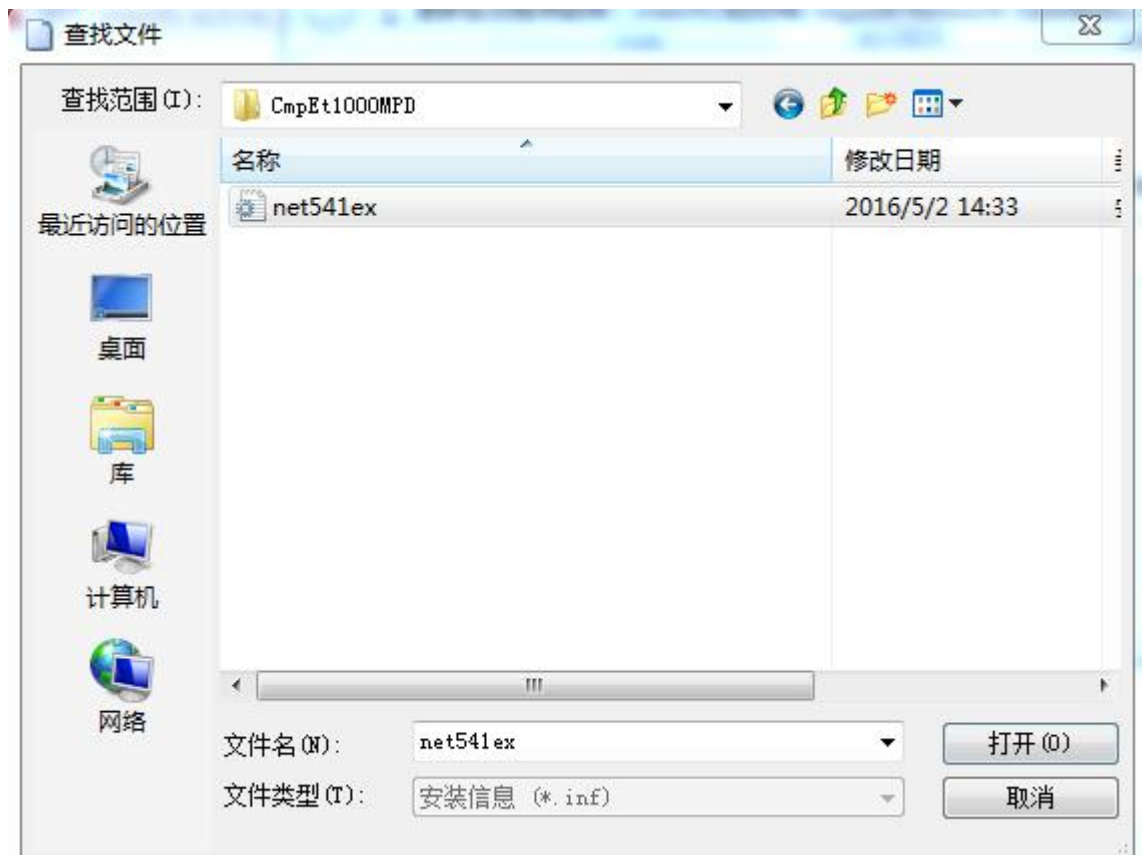 查找文件
查找范围(I):
CmpEt1000MPD
名称
修改日期
net541ex
2016/5/2 14:33
最近访问的位置
桌面
库
计算机
网络
文件名(N):
net541ex
打开(O)
文件类型(T):
安装信息 (*.inf)
取消